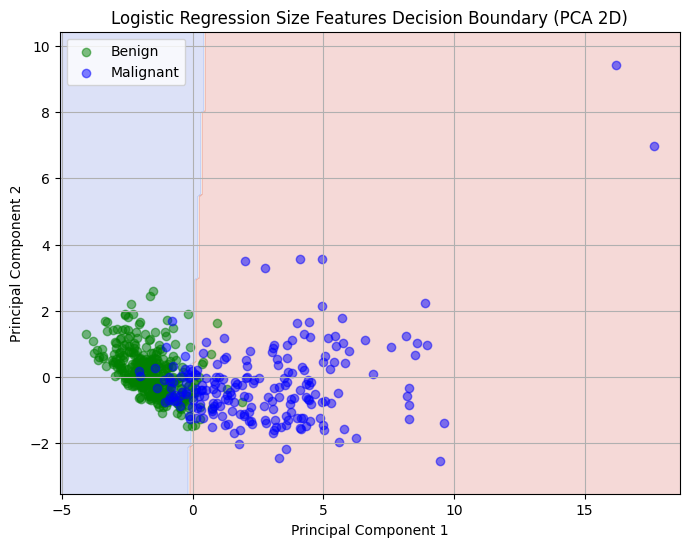 Logistic Regression Size Features Decision Boundary (PCA 2D)
Benign
Malignant
Principal Component 2
10
8
6
4
2
0
−2
−5
0
5
10
15
Principal Component 1